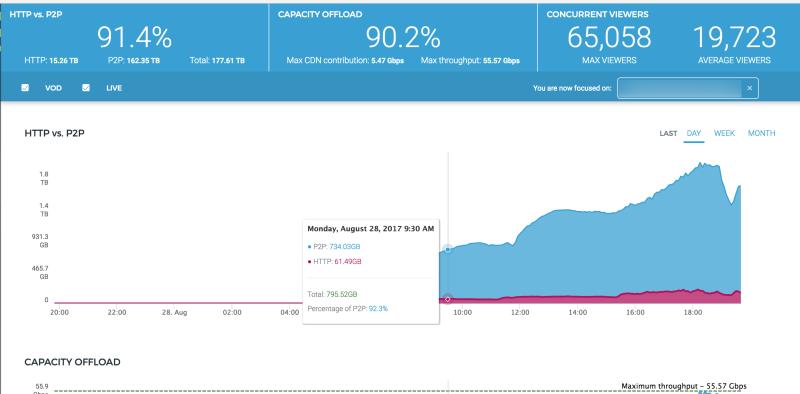 HTTP vs. P2P
91.4%
HTTP: 15.26 TB P2P: 162.35 TB Total: 177.61 TB
CAPACITY OFFLOAD
90.2%
Max CDN contribution: 5.47 Gbps Max throughput: 55.57 Gbps
CONCURRENT VIEWERS
65,058 19,723
MAX VIEWERS AVERAGE VIEWERS
VOD LIVE You are now focused on: ×
HTTP vs. P2P LAST DAY WEEK MONTH
1.8
TB
1.4
TB
931.3
GB
465.7
GB
0
Monday, August 28, 2017 9:30 AM
• P2P: 734.03GB
• HTTP: 61.49GB
Total: 795.52GB
Percentage of P2P: 92.3%
20:00 22:00 28. Aug 02:00 04:00 10:00 12:00 14:00 16:00 18:00
CAPACITY OFFLOAD
Maximum throughput – 55.57 Gbps
55.9
Gbps